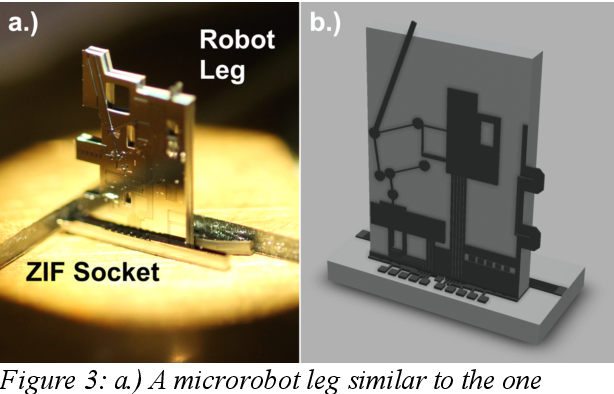 a.)
Robot
Leg
ZIF Socket
b.)
Figure 3: a.) A microrobot leg similar to the one